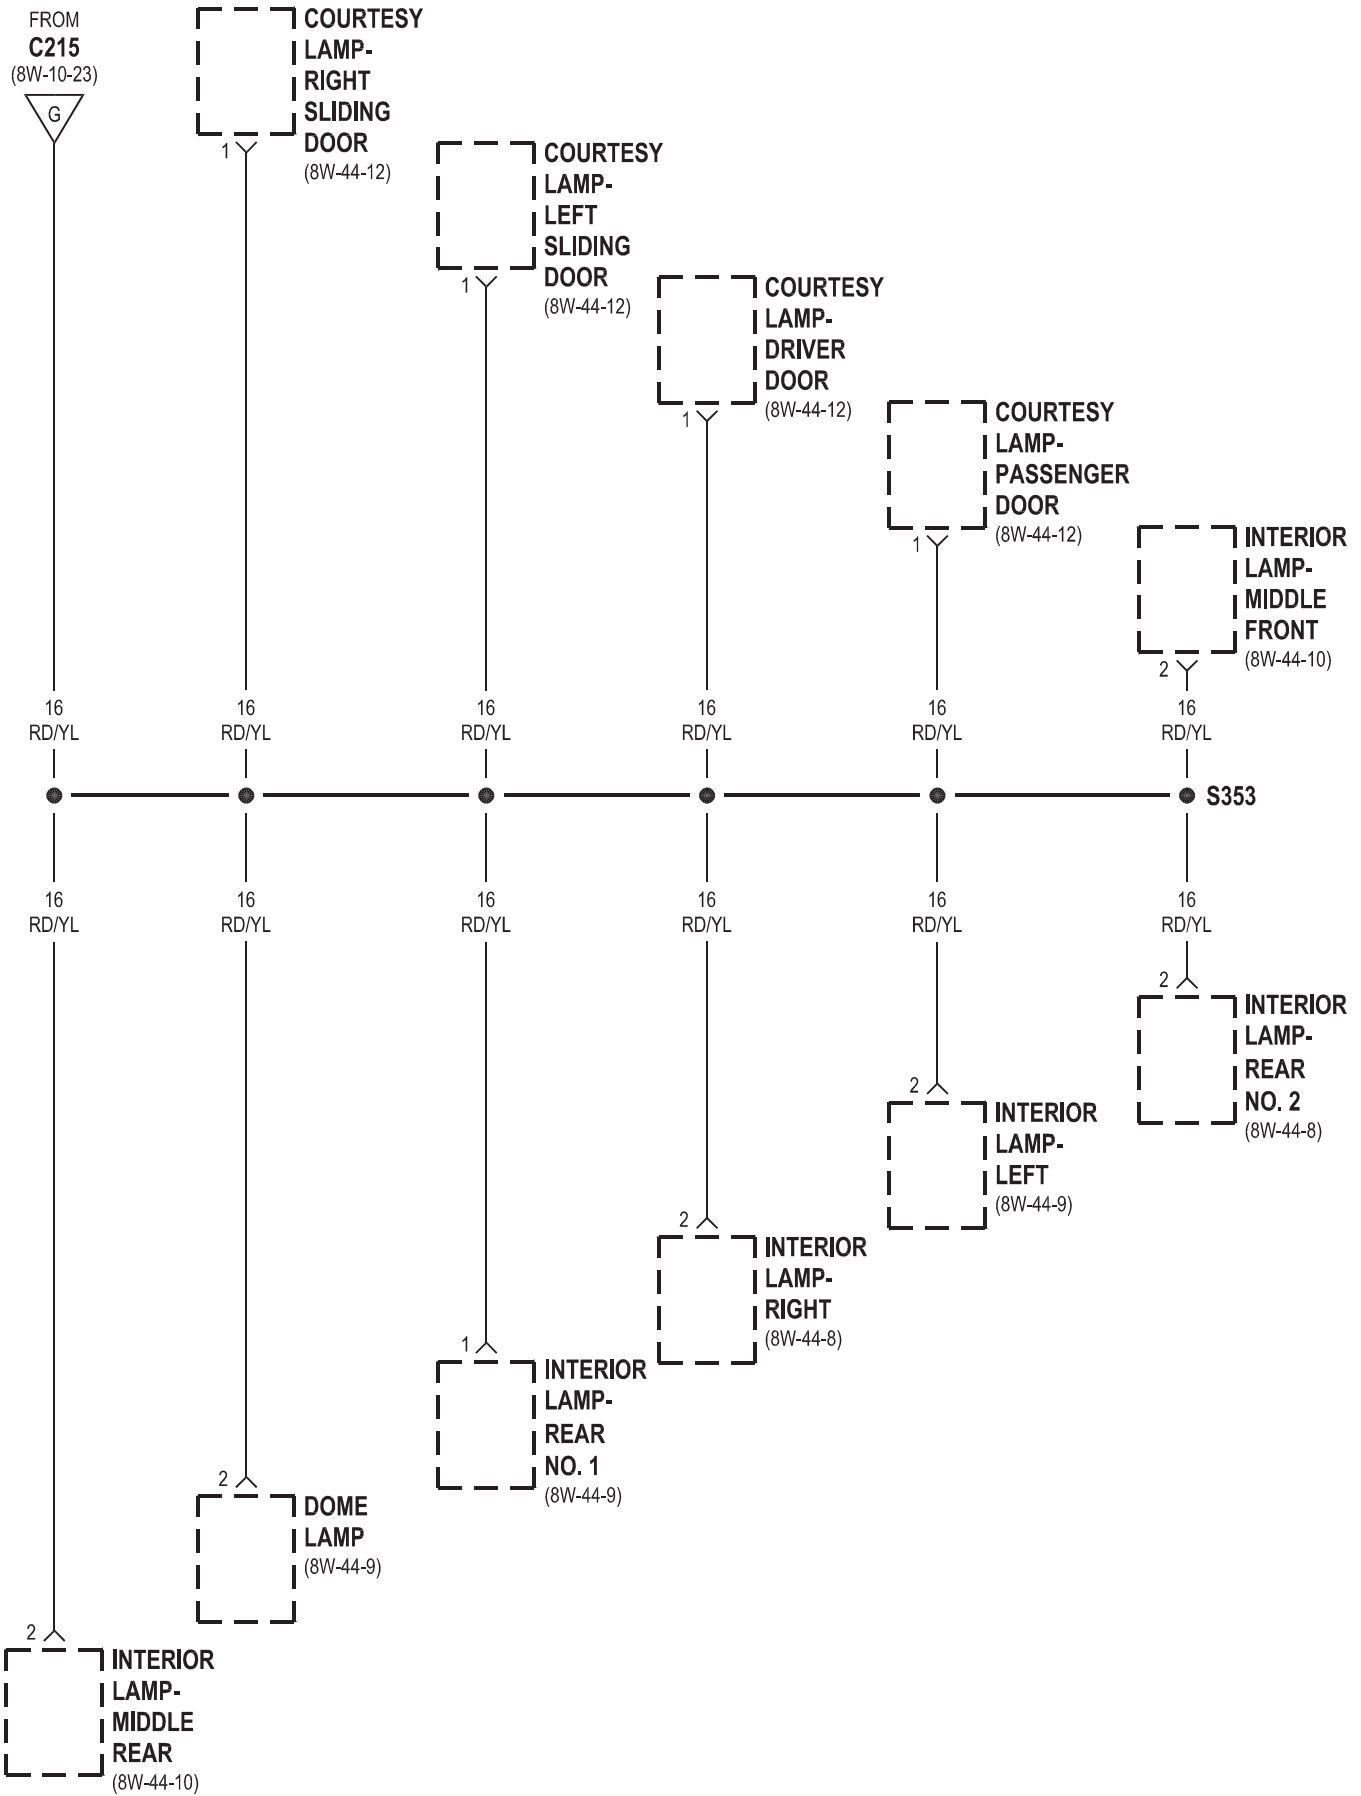 FROM
C215
(8W-10-23)
G
COURTESY
LAMP-
RIGHT
SLIDING
DOOR
(8W-44-12)
1
COURTESY
LAMP-
LEFT
SLIDING
DOOR
(8W-44-12)
1
COURTESY
LAMP-
DRIVER
DOOR
(8W-44-12)
1
COURTESY
LAMP-
PASSENGER
DOOR
(8W-44-12)
1
INTERIOR
LAMP-
MIDDLE
FRONT
(8W-44-10)
2
16 16 16 16 16 16
RD/YL RD/YL RD/YL RD/YL RD/YL RD/YL
S353
16 16 16 16 16 16
RD/YL RD/YL RD/YL RD/YL RD/YL RD/YL
2
INTERIOR
LAMP-
REAR
NO. 2
(8W-44-8)
2
INTERIOR
LAMP-
LEFT
(8W-44-9)
2
INTERIOR
LAMP-
RIGHT
(8W-44-8)
1
INTERIOR
LAMP-
REAR
NO. 1
(8W-44-9)
2
DOME
LAMP
(8W-44-9)
2
INTERIOR
LAMP-
MIDDLE
REAR
(8W-44-10)